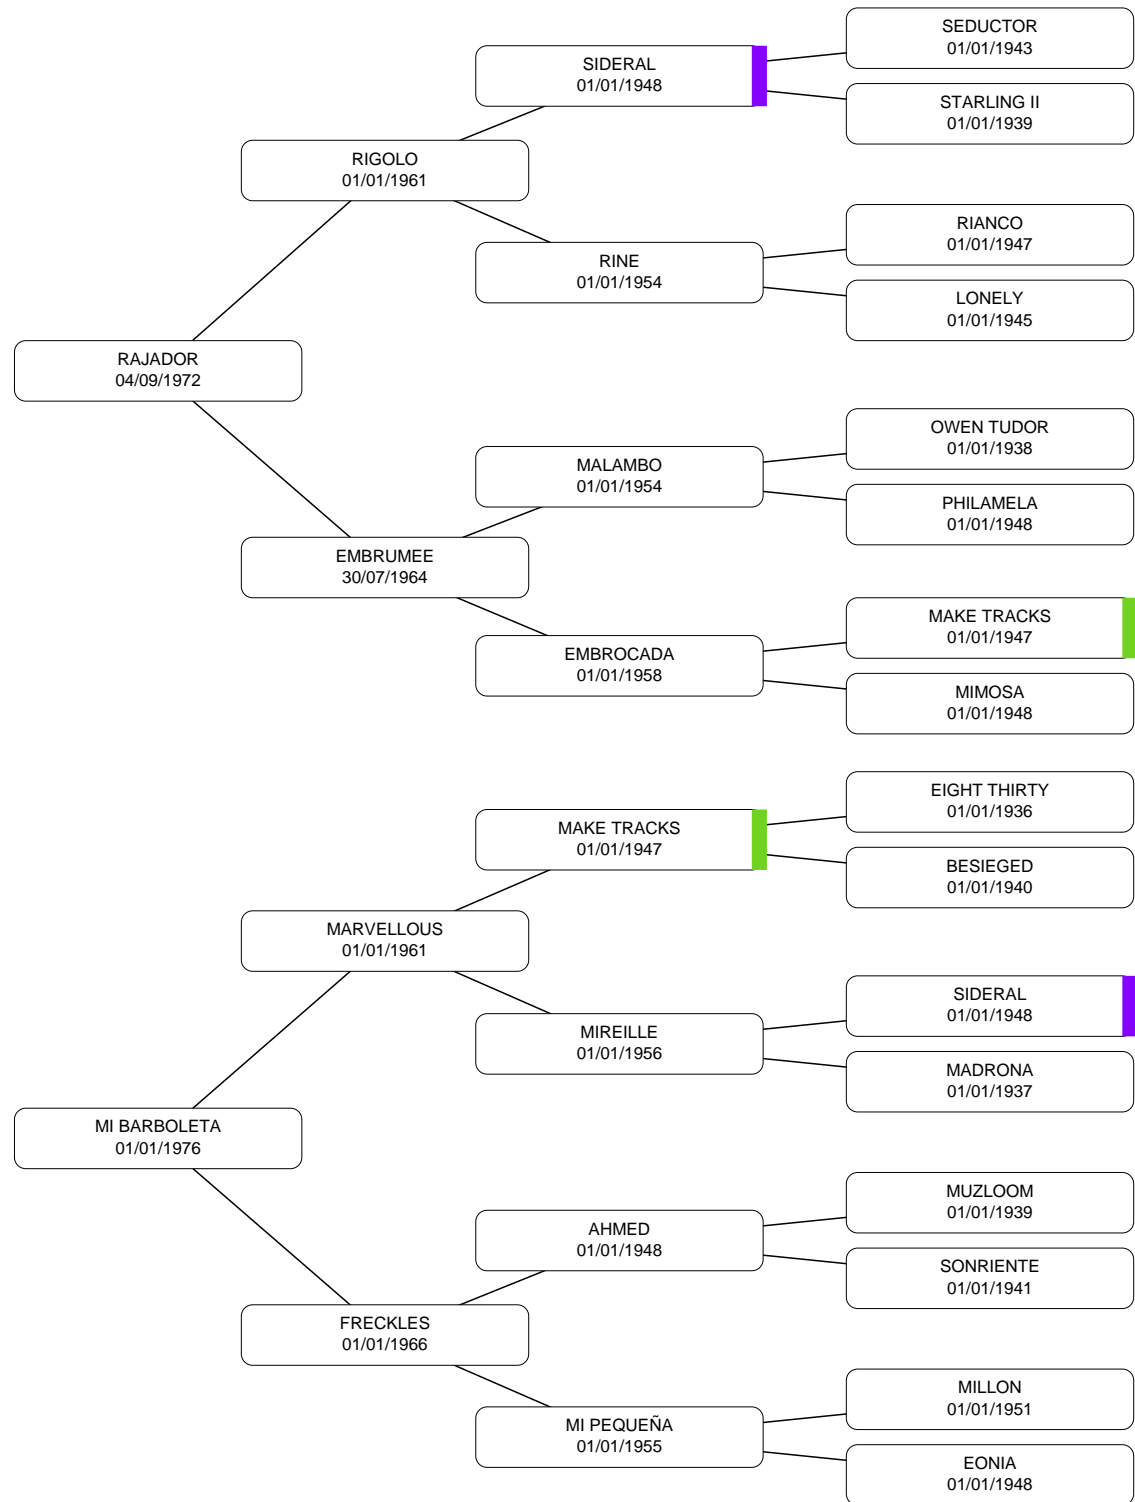 SEDUCTOR
01/01/1943
SIDERAL
01/01/1948
STARLING II
01/01/1939
RIGOLO
01/01/1961
RIANCO
01/01/1947
RINE
01/01/1954
LONELY
01/01/1945
RAJADOR
04/09/1972
OWEN TUDOR
01/01/1938
MALAMBO
01/01/1954
PHILAMELA
01/01/1948
EMBRUMEE
30/07/1964
MAKE TRACKS
01/01/1947
EMBROCADA
01/01/1958
MIMOSA
01/01/1948
EIGHT THIRTY
01/01/1936
MAKE TRACKS
01/01/1947
BESIEGED
01/01/1940
MARVELLOUS
01/01/1961
SIDERAL
01/01/1948
MIREILLE
01/01/1956
MADRONA
01/01/1937
MI BARBOLETA
01/01/1976
MUZLOOM
01/01/1939
AHMED
01/01/1948
SONRIENTE
01/01/1941
FRECKLES
01/01/1966
MILLON
01/01/1951
MI PEQUEÑA
01/01/1955
EONIA
01/01/1948